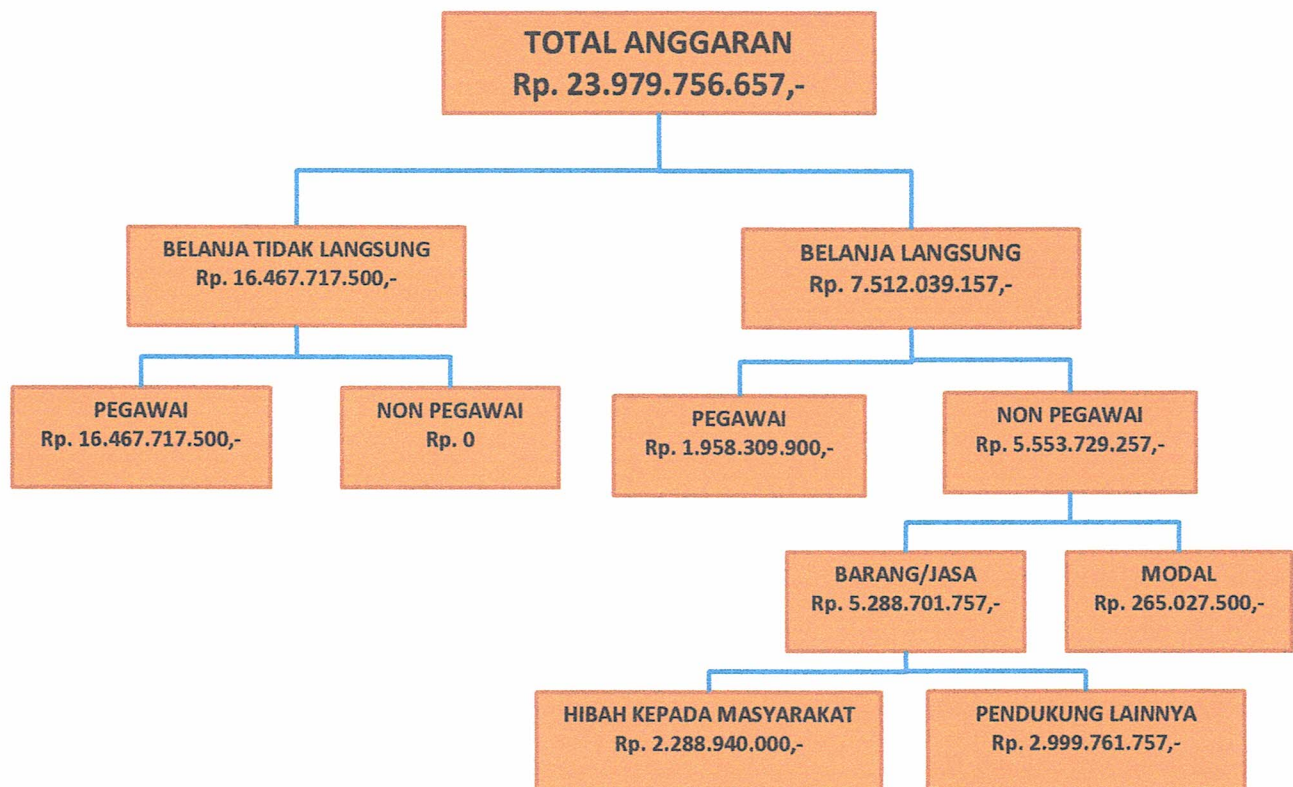 TOTAL ANGGARAN
Rp. 23.979.756.657,-
BELANJA TIDAK LANGSUNG
Rp. 16.467.717.500,-
BELANJA LANGSUNG
Rp. 7.512.039.157,-
PEGAWAI
Rp. 16.467.717.500,-
NON PEGAWAI
Rp. 0
PEGAWAI
Rp. 1.958.309.900,-
NON PEGAWAI
Rp. 5.553.729.257,-
BARANG/JASA
Rp. 5.288.701.757,-
MODAL
Rp. 265.027.500,-
HIBAH KEPADA MASYARAKAT
Rp. 2.288.940.000,-
PENDUKUNG LAINNYA
Rp. 2.999.761.757,-